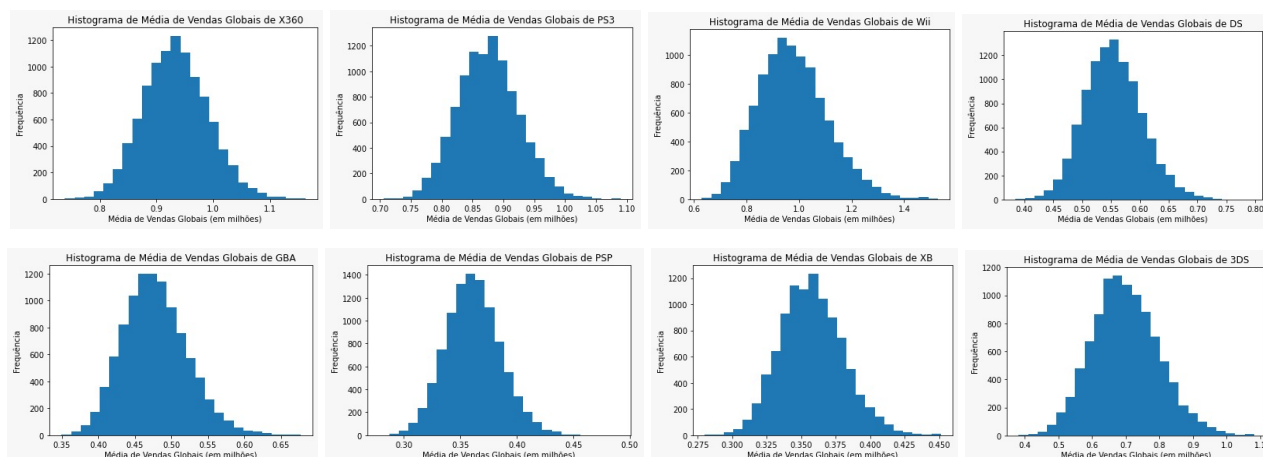 Histograma de Média de Vendas Globais de X360
Frequência
1200
1000
800
600
400
200
0
0.8 0.9 1.0 1.1
Média de Vendas Globais (em milhões)
Histograma de Média de Vendas Globais de PS3
Frequência
1200
1000
800
600
400
200
0
0.70 0.75 0.80 0.85 0.90 0.95 1.00 1.05 1.10
Média de Vendas Globais (em milhões)
Histograma de Média de Vendas Globais de Wii
Frequência
1000
800
600
400
200
0
0.6 0.8 1.0 1.2 1.4
Média de Vendas Globais (em milhões)
Histograma de Média de Vendas Globais de DS
Frequência
1200
1000
800
600
400
200
0
0.40 0.45 0.50 0.55 0.60 0.65 0.70 0.75 0.80
Média de Vendas Globais (em milhões)
Histograma de Média de Vendas Globais de GBA
Frequência
1200
1000
800
600
400
200
0
0.35 0.40 0.45 0.50 0.55 0.60 0.65
Média de Vendas Globais (em milhões)
Histograma de Média de Vendas Globais de PSP
Frequência
1400
1200
1000
800
600
400
200
0
0.30 0.35 0.40 0.45 0.50
Média de Vendas Globais (em milhões)
Histograma de Média de Vendas Globais de XB
Frequência
1200
1000
800
600
400
200
0
0.275 0.300 0.325 0.350 0.375 0.400 0.425 0.450
Média de Vendas Globais (em milhões)
Histograma de Média de Vendas Globais de 3DS
Frequência
1200
1000
800
600
400
200
0
0.4 0.5 0.6 0.7 0.8 0.9 1.0
Média de Vendas Globais (em milhões)